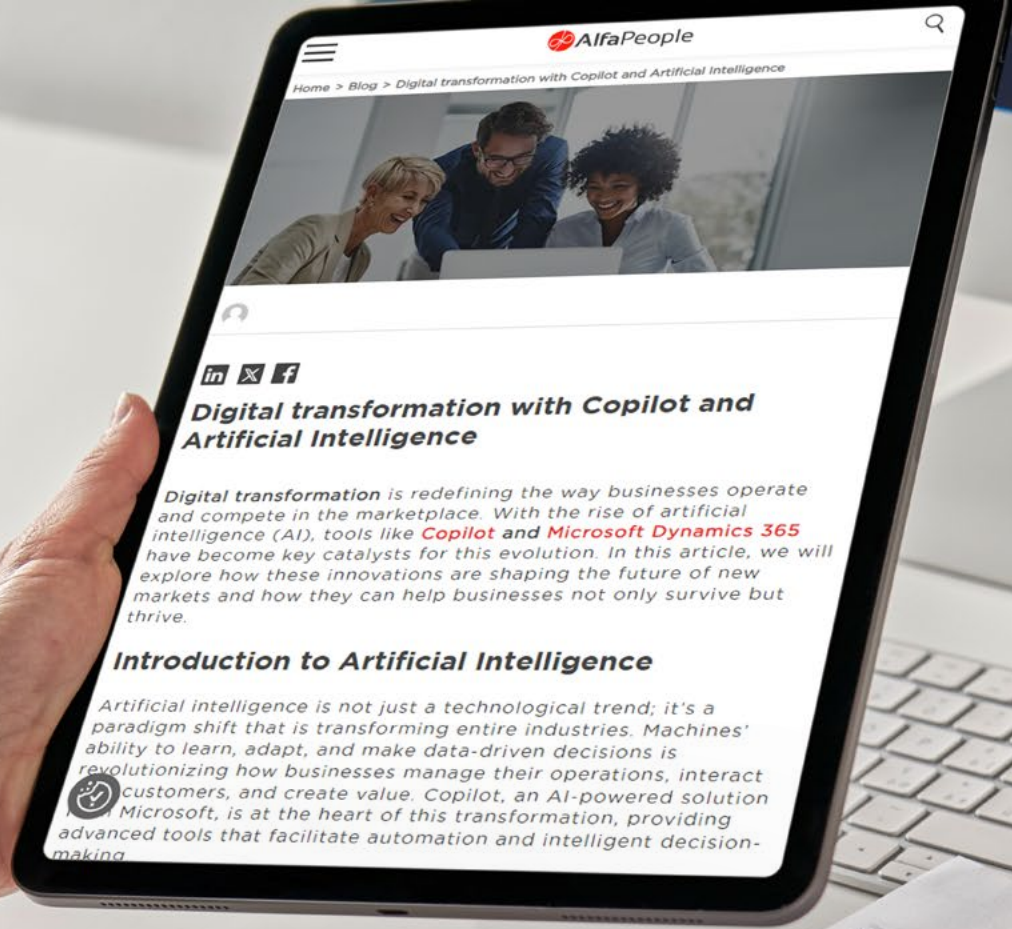 AlfaPeople
Home > Blog > Digital transformation with Copilot and Artificial Intelligence
in X f
Digital transformation with Copilot and
Artificial Intelligence
Digital transformation is redefining the way businesses operate
and compete in the marketplace. With the rise of artificial
intelligence (AI), tools like Copilot and Microsoft Dynamics 365
have become key catalysts for this evolution. In this article, we will
explore how these innovations are shaping the future of new
markets and how they can help businesses not only survive but
thrive.
Introduction to Artificial Intelligence
Artificial intelligence is not just a technological trend; it's a
paradigm shift that is transforming entire industries. Machines'
ability to learn, adapt, and make data-driven decisions is
revolutionizing how businesses manage their operations, interact
customers, and create value. Copilot, an AI-powered solution
Microsoft, is at the heart of this transformation, providing
advanced tools that facilitate automation and intelligent decision-
making